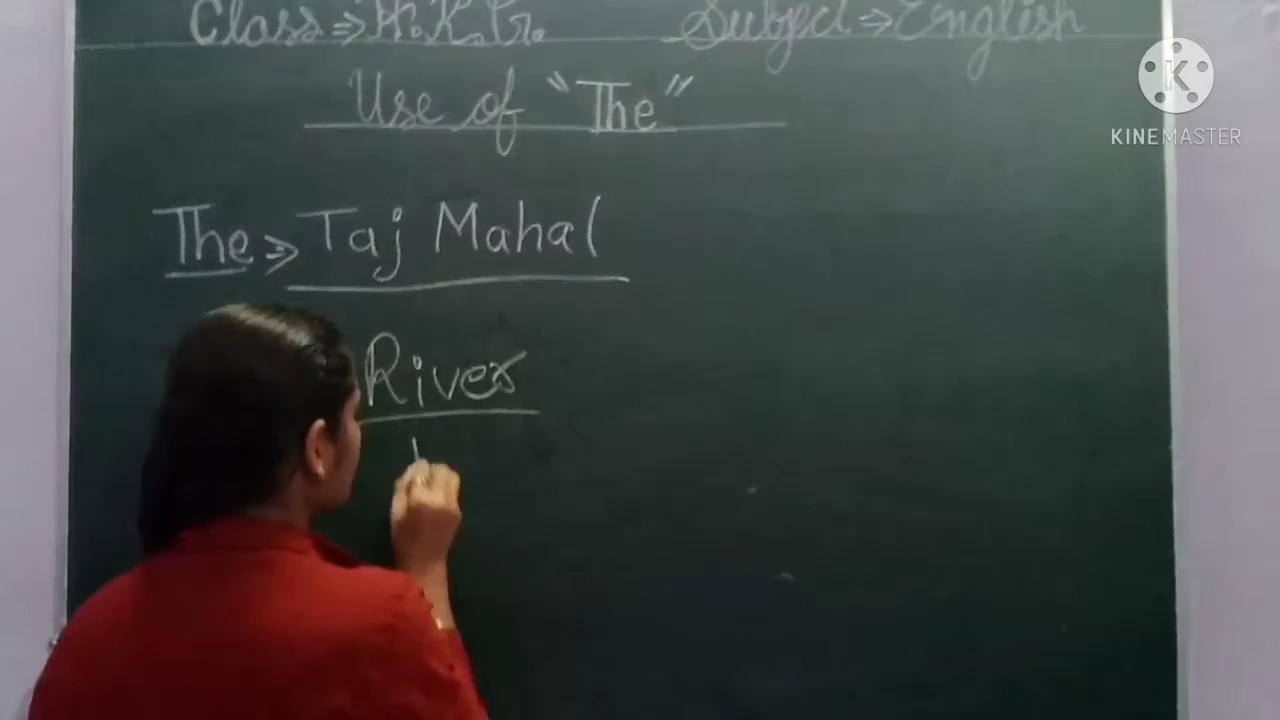 Class ⇒ H.K.G. Subject ⇒ English
Use of "The"
The ⇒ Taj Mahal
River
K
KINEMASTER